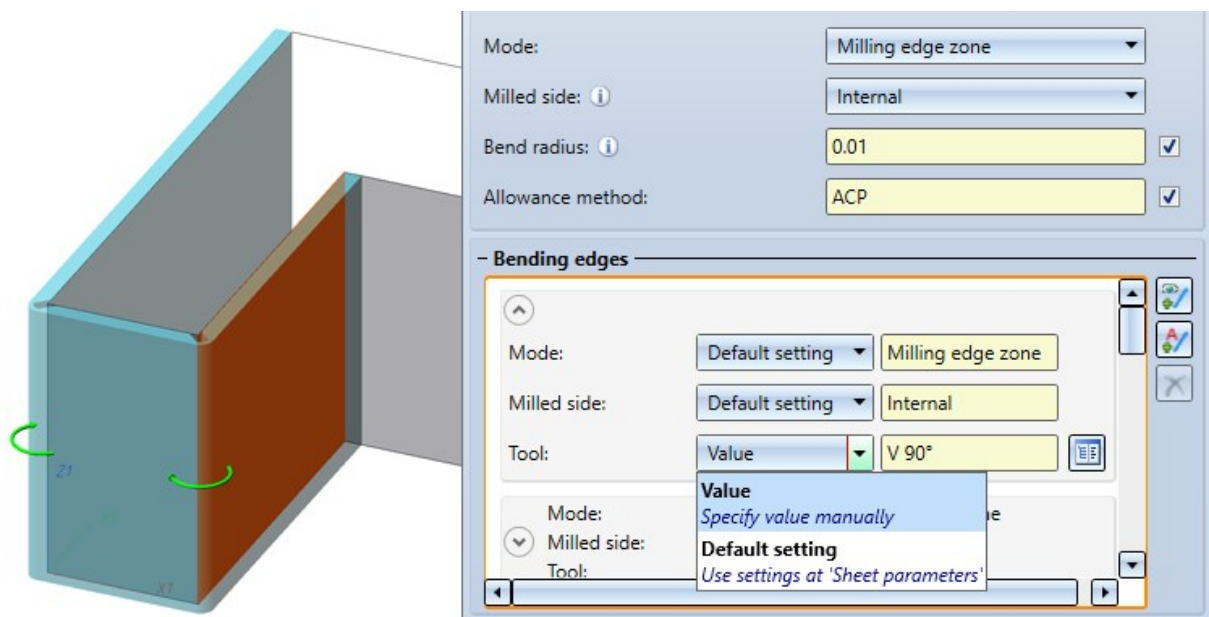 Mode: Milling edge zone
Milled side: Internal
Bend radius: 0.01
Allowance method: ACP
Bending edges
Mode: Default setting Milling edge zone
Milled side: Default setting Internal
Tool: Value V 90°
Value
Specify value manually
Default setting
Use settings at 'Sheet parameters'
Mode:
Milled side:
Tool:
Z1
X1